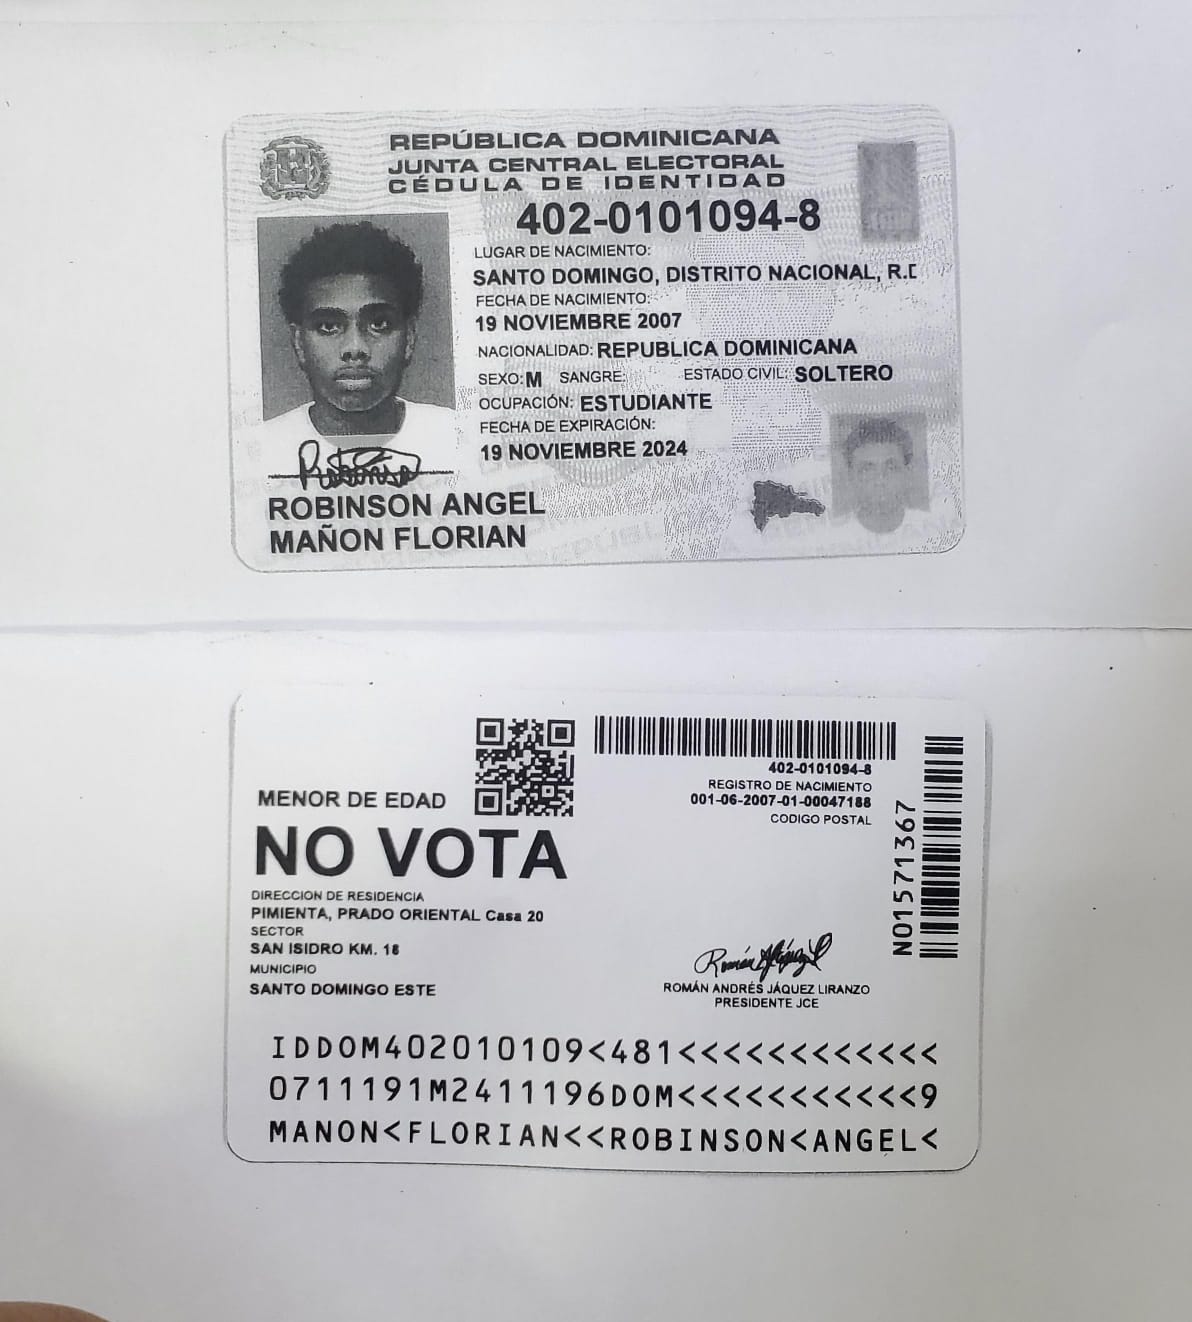 REPÚBLICA DOMINICANA
JUNTA CENTRAL ELECTORAL
CÉDULA DE IDENTIDAD
402-0101094-8
LUGAR DE NACIMIENTO:
SANTO DOMINGO, DISTRITO NACIONAL, R.D
FECHA DE NACIMIENTO:
19 NOVIEMBRE 2007
NACIONALIDAD: REPUBLICA DOMINICANA
SEXO: M SANGRE: ESTADO CIVIL: SOLTERO
OCUPACIÓN: ESTUDIANTE
FECHA DE EXPIRACIÓN:
19 NOVIEMBRE 2024
ROBINSON ANGEL
MAÑON FLORIAN
402-0101094-8
REGISTRO DE NACIMIENTO
001-06-2007-01-00047188
CODIGO POSTAL
N01571367
MENOR DE EDAD
NO VOTA
DIRECCION DE RESIDENCIA
PIMIENTA, PRADO ORIENTAL Casa 20
SECTOR
SAN ISIDRO KM. 18
MUNICIPIO
SANTO DOMINGO ESTE
ROMÁN ANDRÉS JÁQUEZ LIRANZO
PRESIDENTE JCE
IDDOM402010109<481<<<<<<<<<<<<
0711191M2411196DOM<<<<<<<<<<<9
MANON<FLORIAN<<ROBINSON<ANGEL<